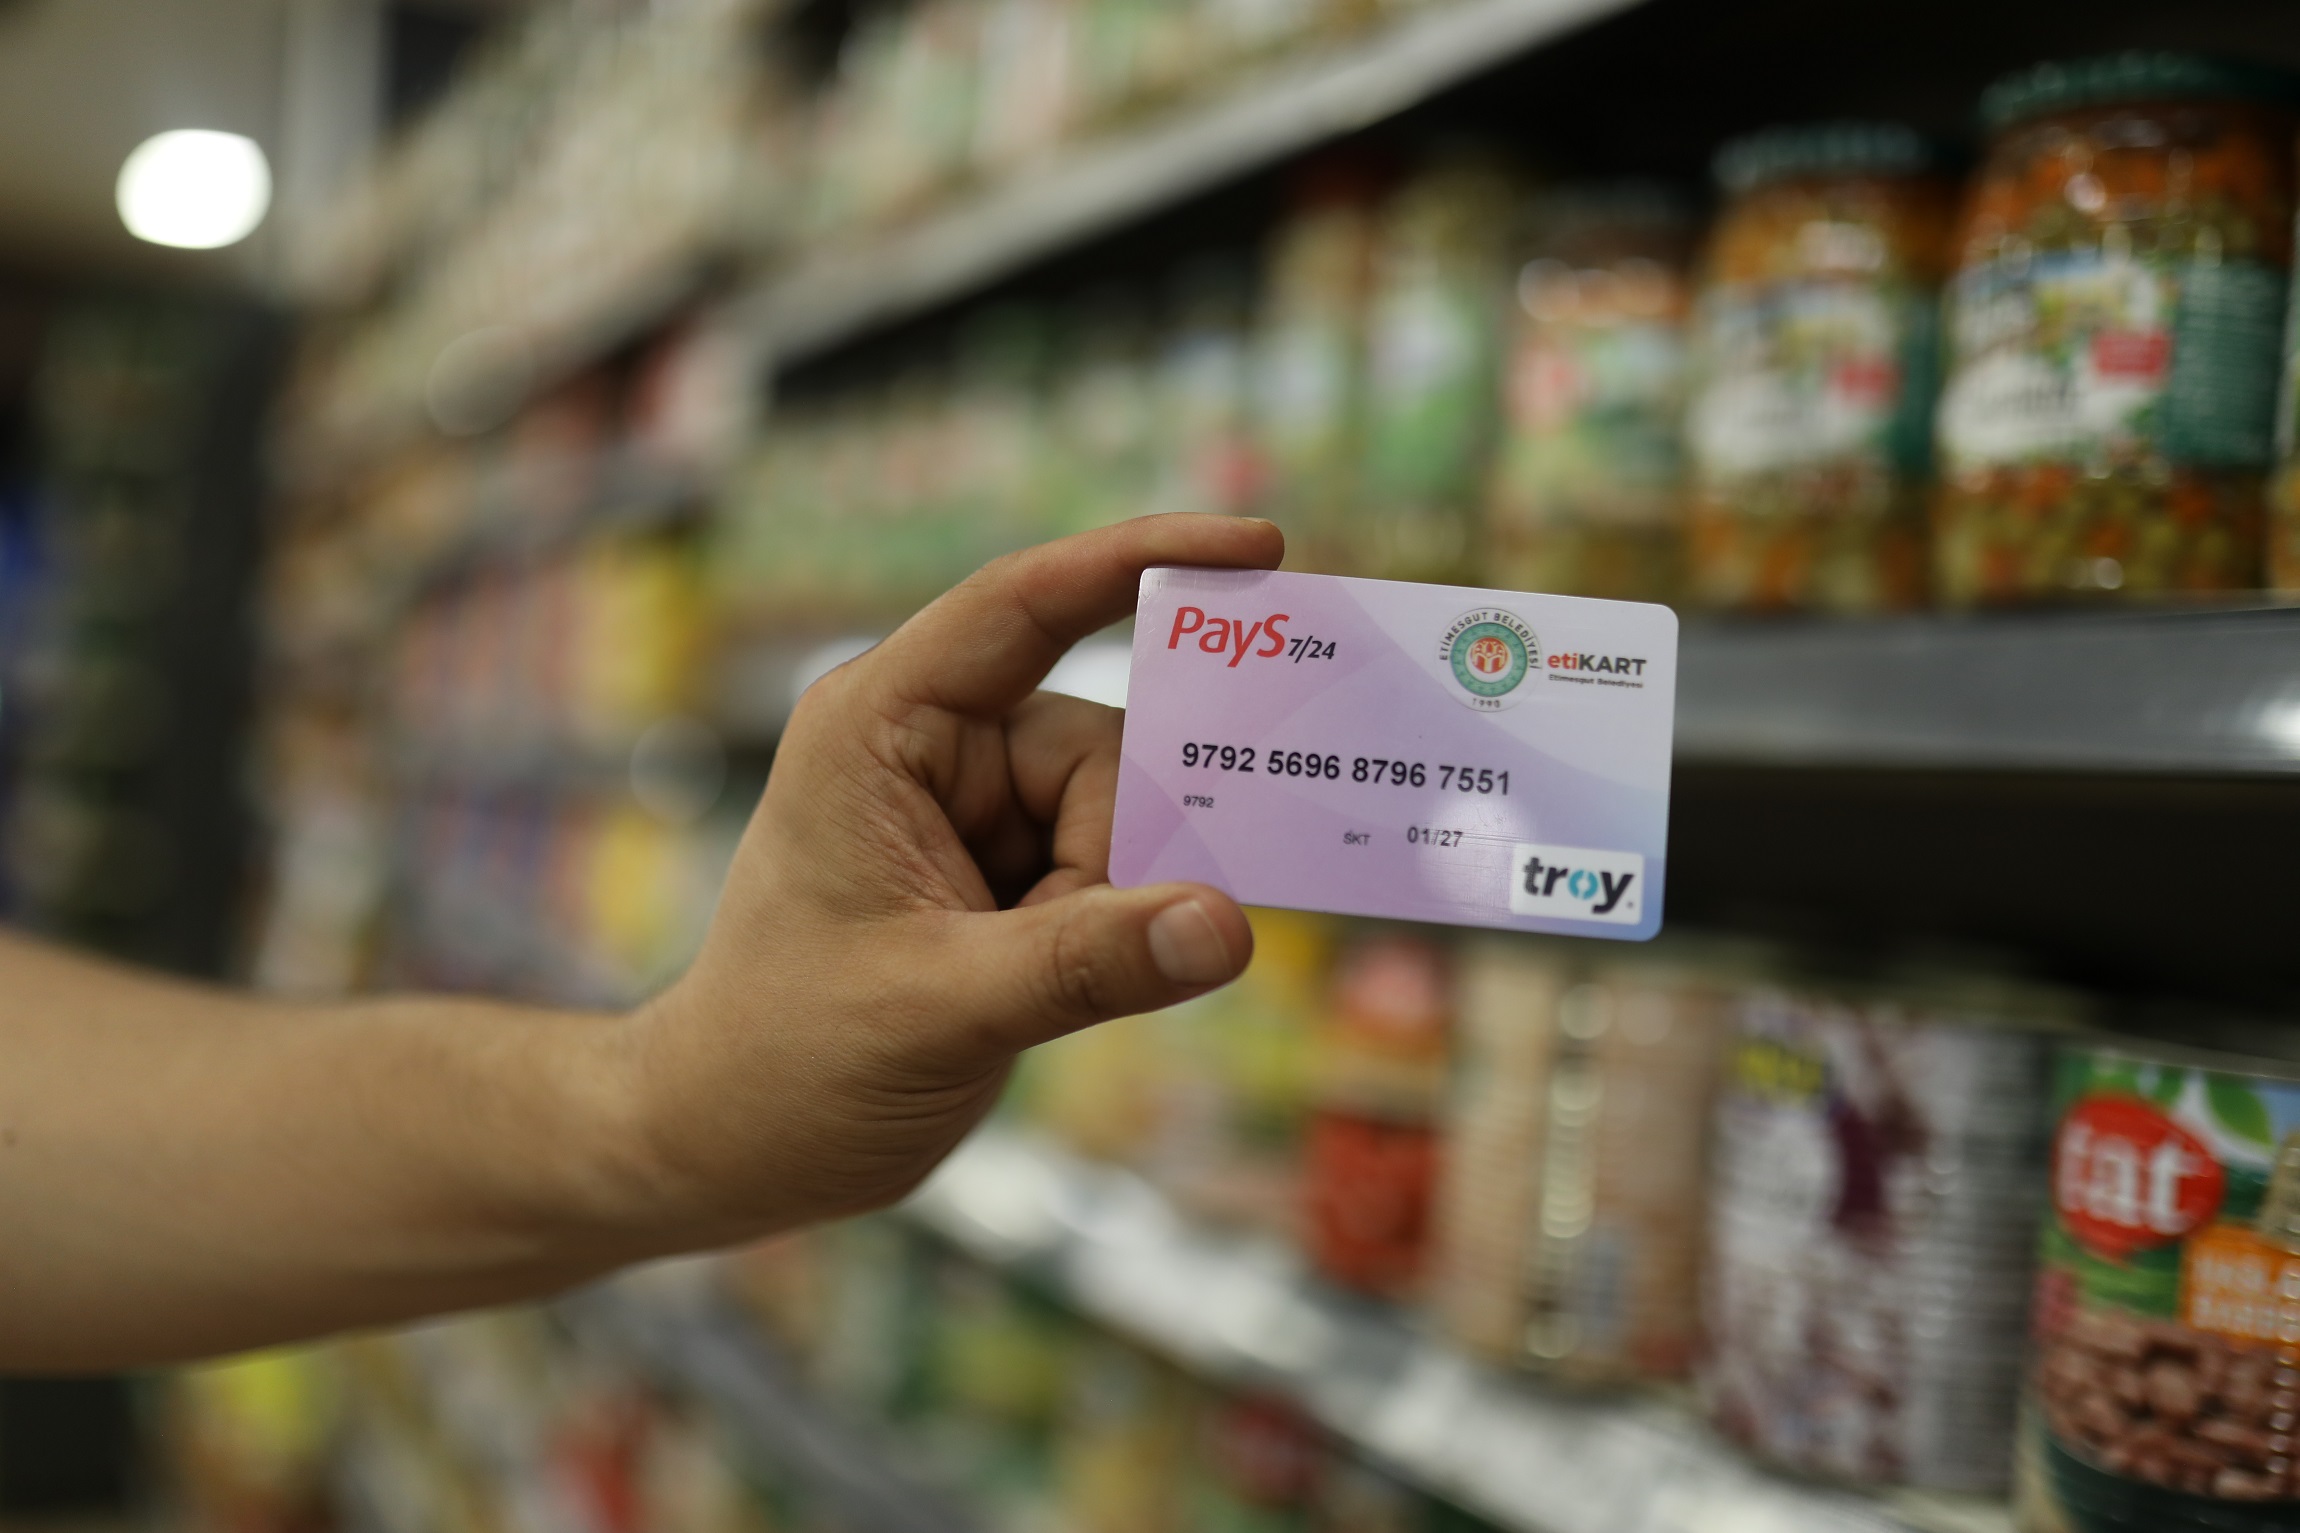 PayS 7/24
ETİMESGUT BELEDİYESİ
1990
etiKART
Etimesgut Belediyesi
9792 5696 8796 7551
9792
SKT 01/27
troy
tat